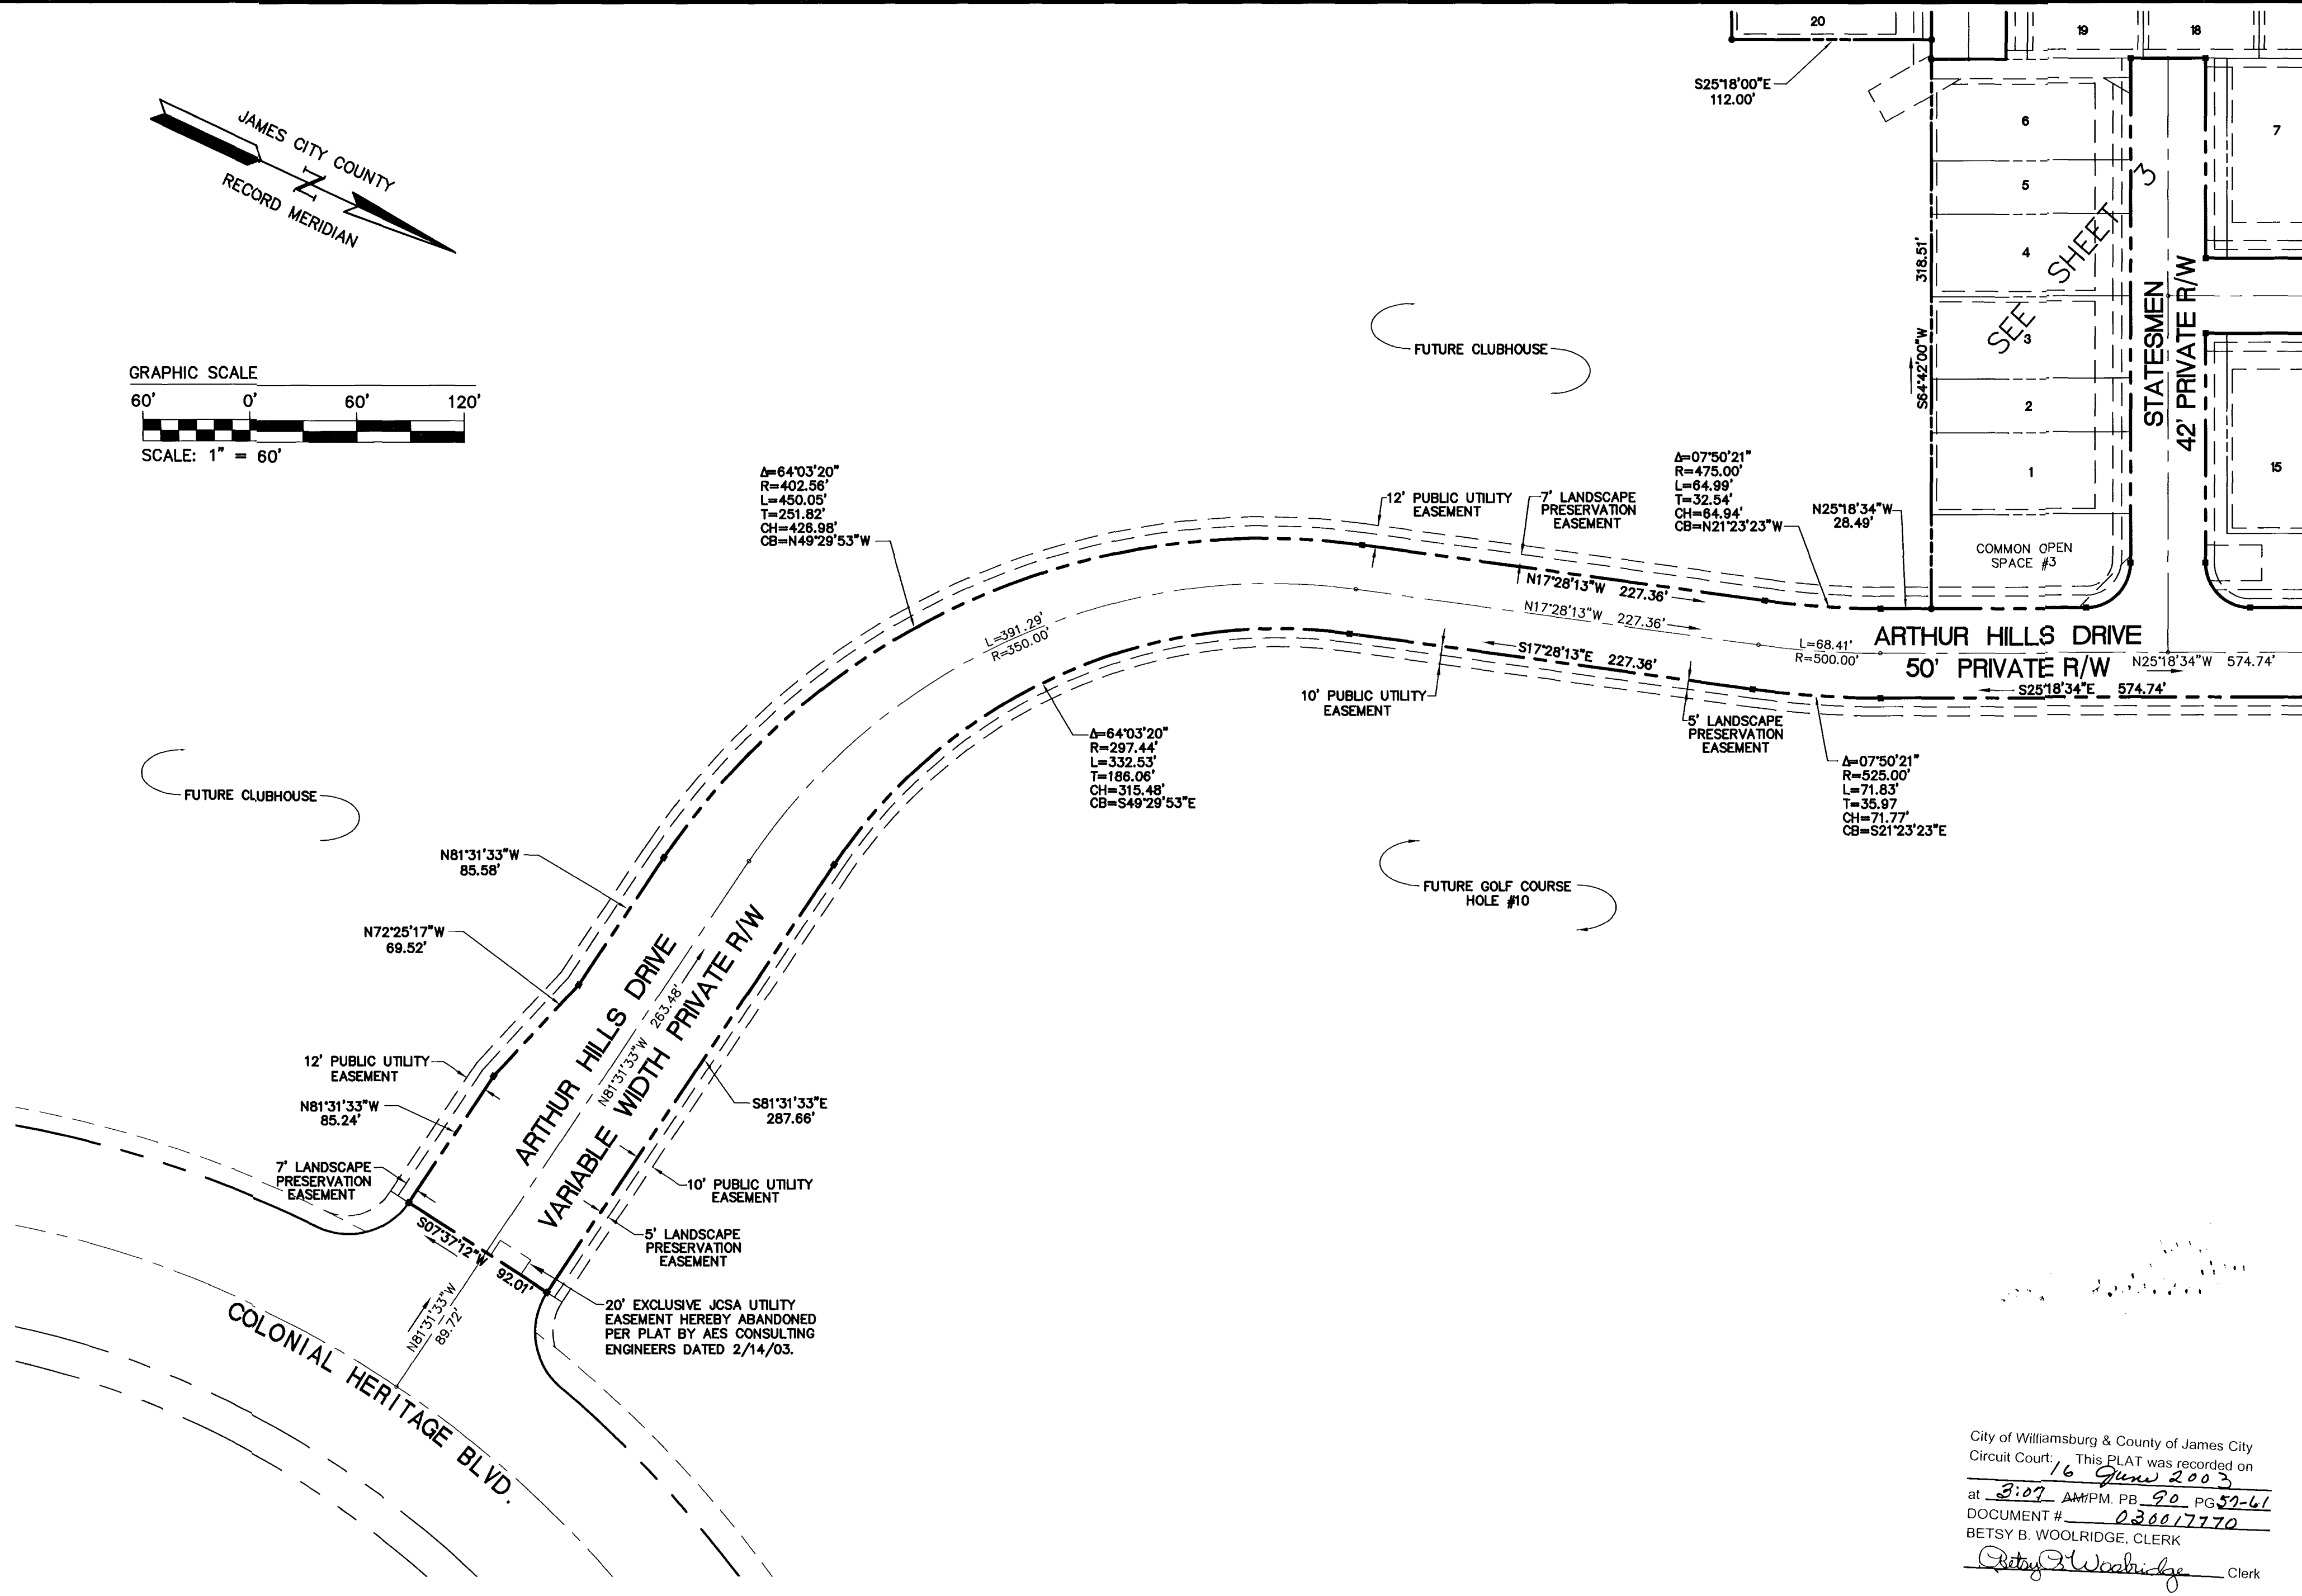 20
19
18
S25°18'00"E
112.00'
JAMES CITY COUNTY
N
RECORD MERIDIAN
6
7
5
4
3
2
1
15
SEE SHEET 3
318.51'
S64°42'00"W
STATESMEN
42' PRIVATE R/W
FUTURE CLUBHOUSE
GRAPHIC SCALE
60' 0' 60' 120'
SCALE: 1" = 60'
Δ=64°03'20"
R=402.56'
L=450.05'
T=251.82'
CH=426.98'
CB=N49°29'53"W
12' PUBLIC UTILITY
EASEMENT
7' LANDSCAPE
PRESERVATION
EASEMENT
Δ=07°50'21"
R=475.00'
L=64.99'
T=32.54'
CH=64.94'
CB=N21°23'23"W
N25°18'34"W
28.49'
COMMON OPEN
SPACE #3
N17°28'13"W 227.36'
N17°28'13"W 227.36'
S17°28'13"E 227.36'
L=391.29'
R=350.00'
L=68.41'
R=500.00'
ARTHUR HILLS DRIVE
50' PRIVATE R/W
N25°18'34"W 574.74'
S25°18'34"E 574.74'
10' PUBLIC UTILITY
EASEMENT
5' LANDSCAPE
PRESERVATION
EASEMENT
Δ=64°03'20"
R=297.44'
L=332.53'
T=186.06'
CH=315.48'
CB=S49°29'53"E
Δ=07°50'21"
R=525.00'
L=71.83'
T=35.97
CH=71.77'
CB=S21°23'23"E
FUTURE CLUBHOUSE
FUTURE GOLF COURSE
HOLE #10
N81°31'33"W
85.58'
N72°25'17"W
69.52'
12' PUBLIC UTILITY
EASEMENT
N81°31'33"W
85.24'
7' LANDSCAPE
PRESERVATION
EASEMENT
ARTHUR HILLS DRIVE
N81°31'33"W 263.48'
VARIABLE WIDTH PRIVATE R/W
S81°31'33"E
287.66'
10' PUBLIC UTILITY
EASEMENT
5' LANDSCAPE
PRESERVATION
EASEMENT
S07°37'12"W 92.01'
N81°31'33"W
89.72'
20' EXCLUSIVE JCSA UTILITY
EASEMENT HEREBY ABANDONED
PER PLAT BY AES CONSULTING
ENGINEERS DATED 2/14/03.
COLONIAL HERITAGE BLVD.
City of Williamsburg & County of James City
Circuit Court: This PLAT was recorded on
16 June 2003
at 3:07 AM/PM. PB 90 PG 57-61
DOCUMENT # 030017770
BETSY B. WOOLRIDGE, CLERK
Betsy B Woolridge Clerk